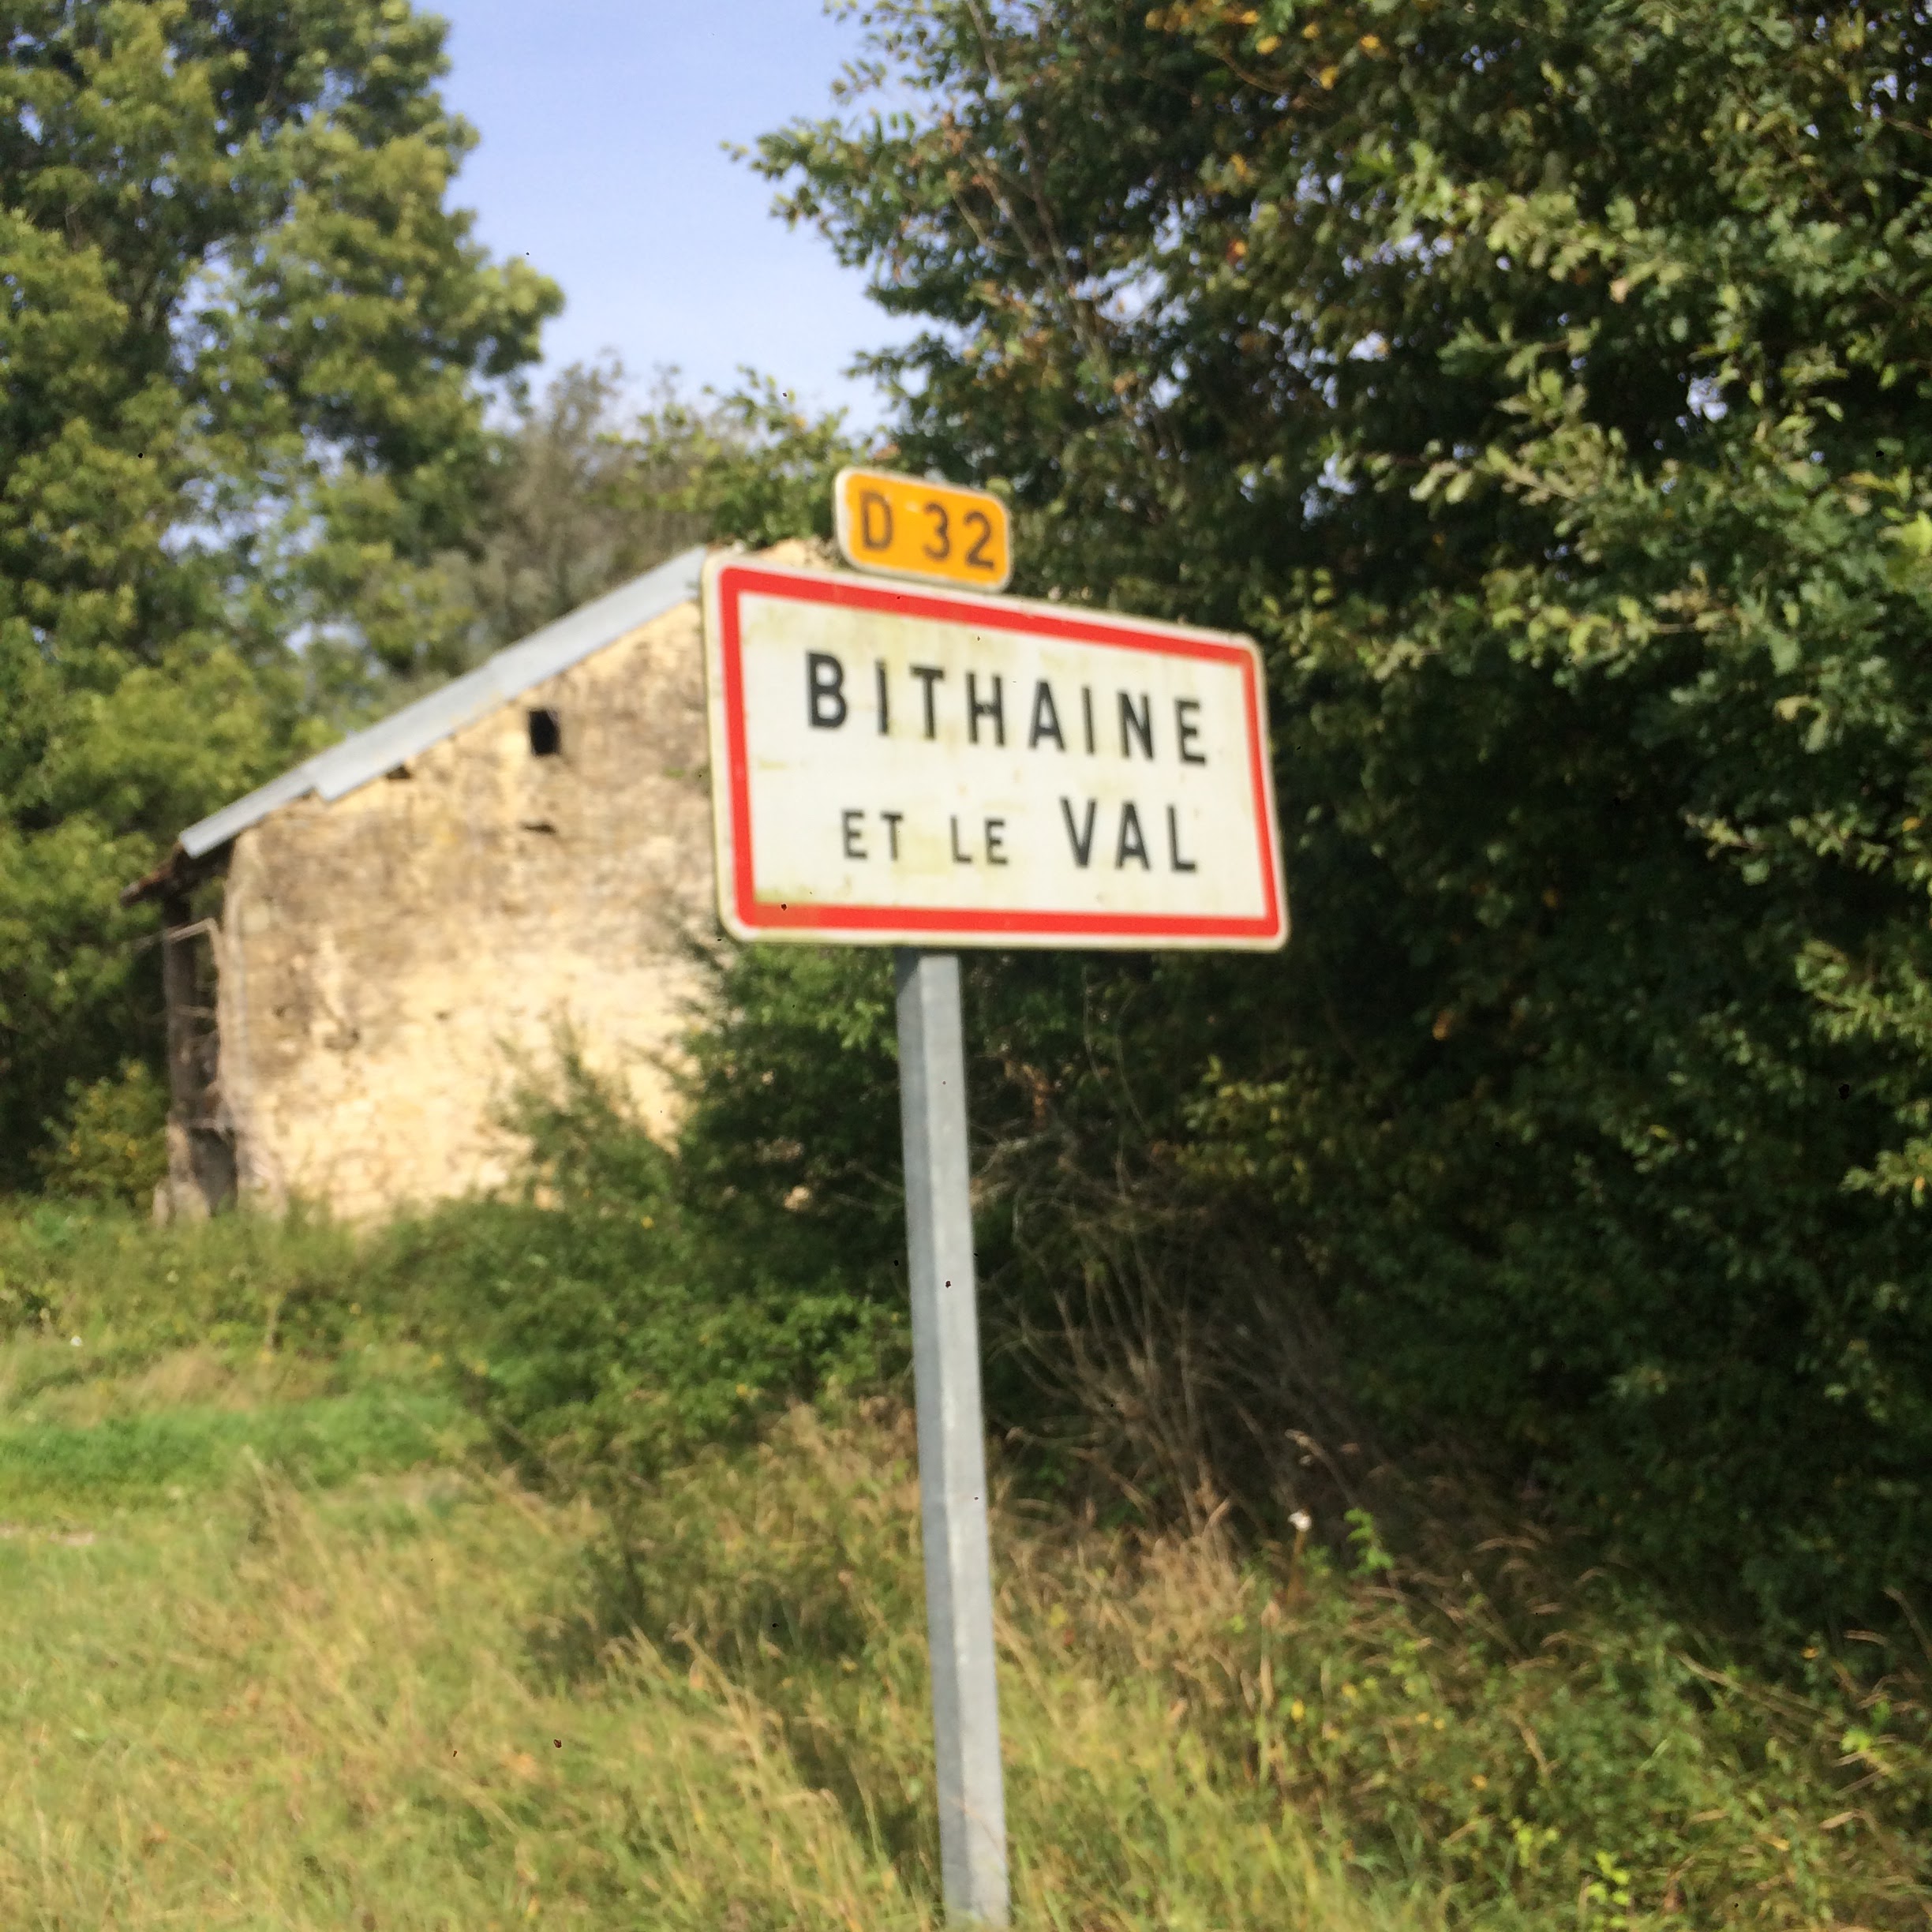 D 32
BITHAINE
ET LE VAL